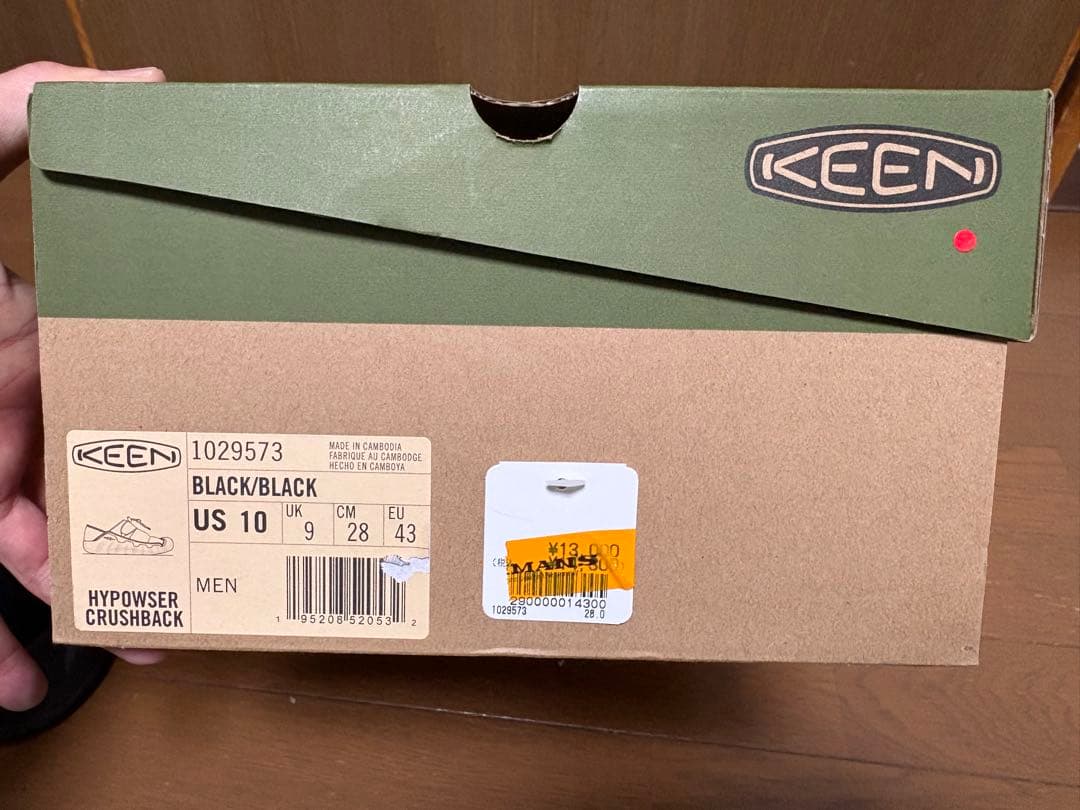 KEEN
KEEN
1029573
MADE IN CAMBODIA
FABRIQUE AU CAMBODGE
HECHO EN CAMBOYA
BLACK/BLACK
US 10
UK 9
CM 28
EU 43
MEN
HYPOWSER
CRUSHBACK
1 95208 52053 2
¥13,000
MANS
290000014300
1029573 28.0